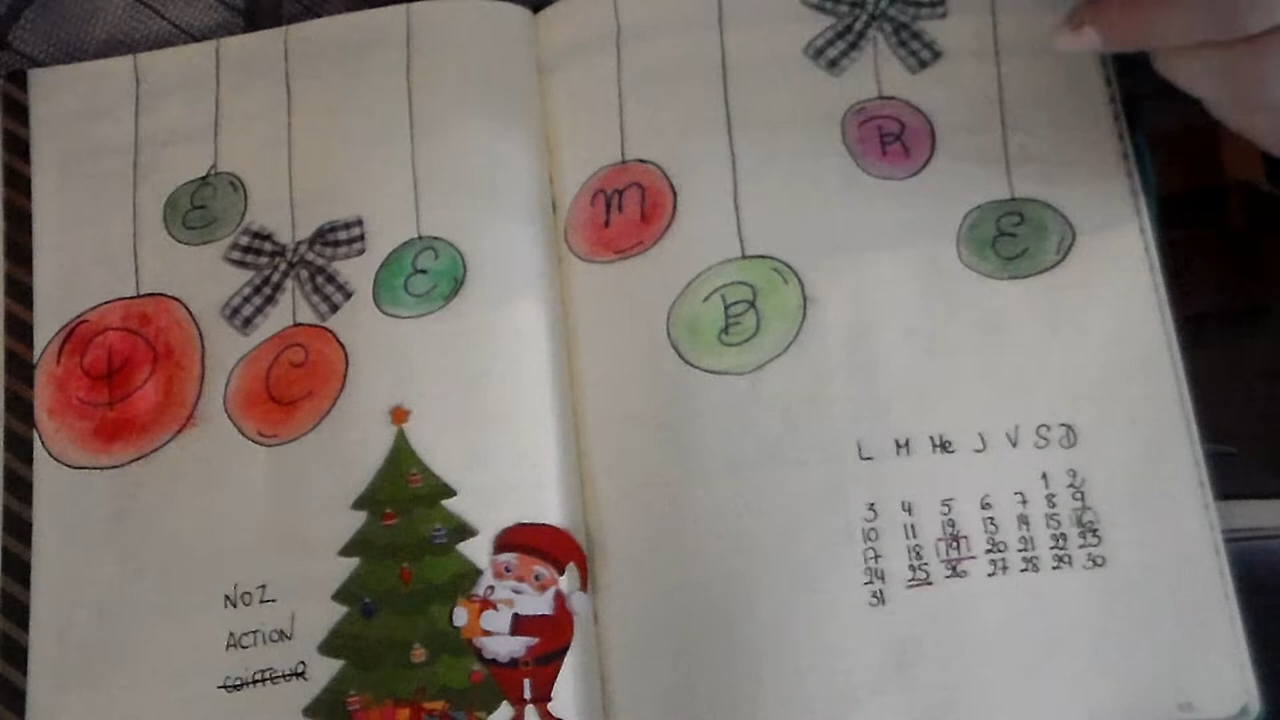 DÉCEMBRE
NOZ
ACTION
COIFFEUR
L M Me J V S D
1 2
3 4 5 6 7 8 9
10 11 12 13 14 15 16
17 18 19 20 21 22 23
24 25 26 27 28 29 30
31